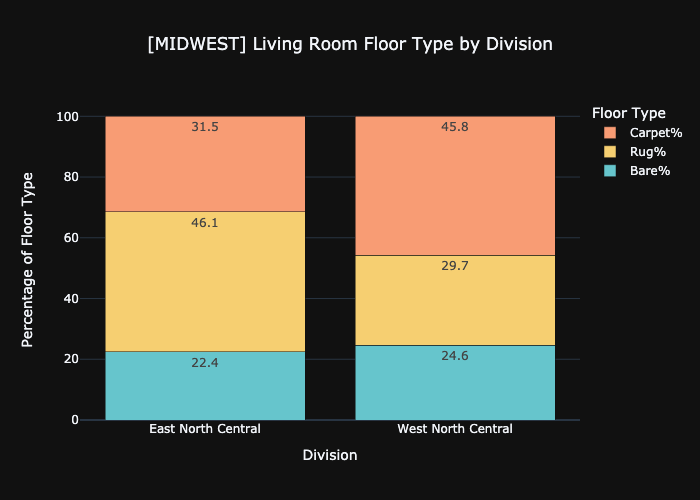 [MIDWEST] Living Room Floor Type by Division
Floor Type
Carpet%
Rug%
Bare%
Percentage of Floor Type
100
80
60
40
20
0
31.5
45.8
46.1
29.7
22.4
24.6
East North Central
West North Central
Division